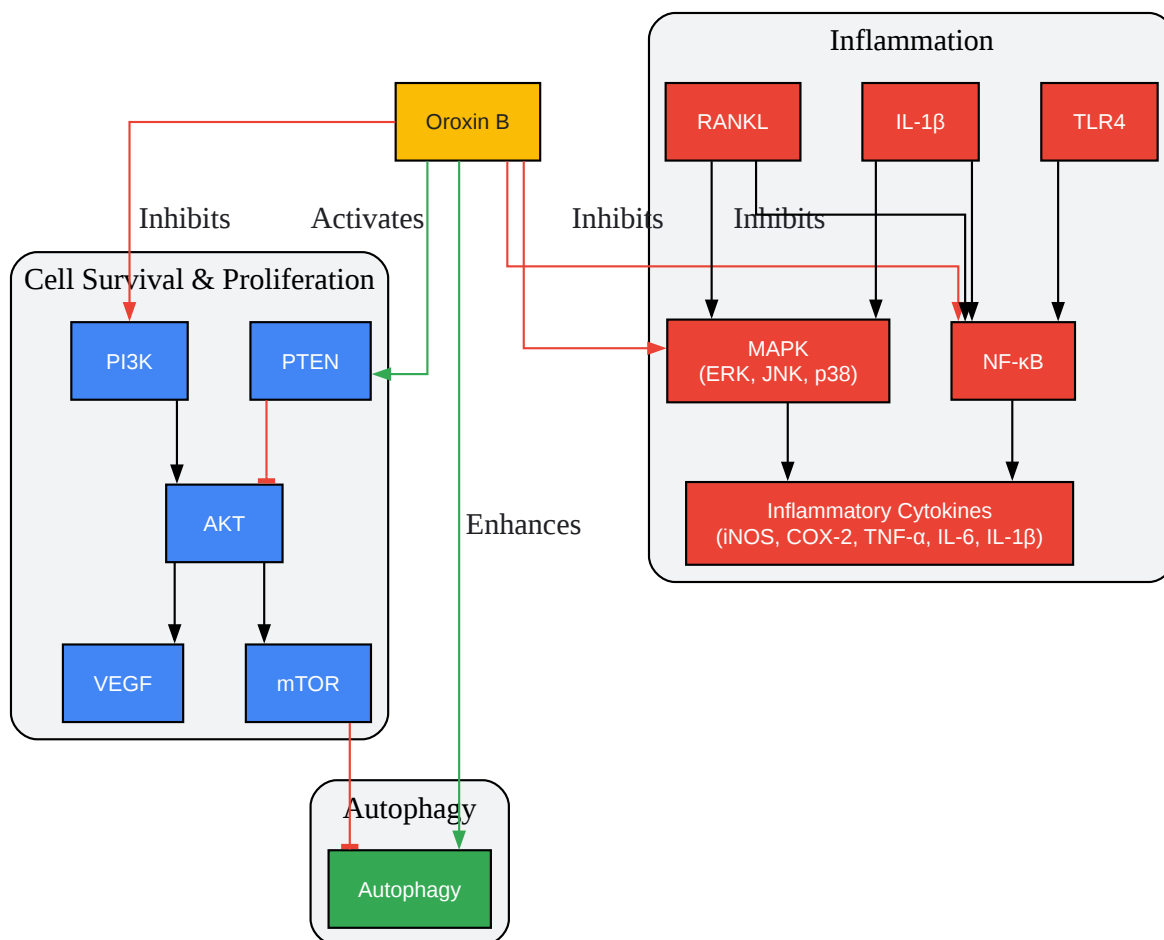 Inflammation
Oroxin B
RANKL
IL-1β
TLR4
Inhibits
Activates
Inhibits
Inhibits
Cell Survival & Proliferation
PI3K
PTEN
MAPK
(ERK, JNK, p38)
NF-κB
AKT
Enhances
Inflammatory Cytokines
(iNOS, COX-2, TNF-α, IL-6, IL-1β)
VEGF
mTOR
Autophagy
Autophagy